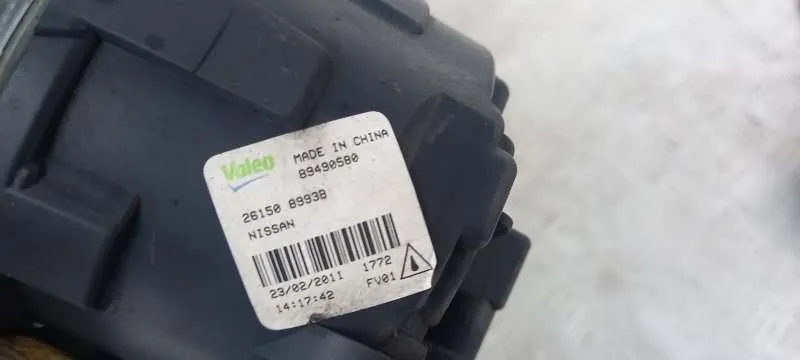 Valeo
MADE IN CHINA
89490580
26150 8993B
NISSAN
23/02/2011 1772
14:17:42 FV01